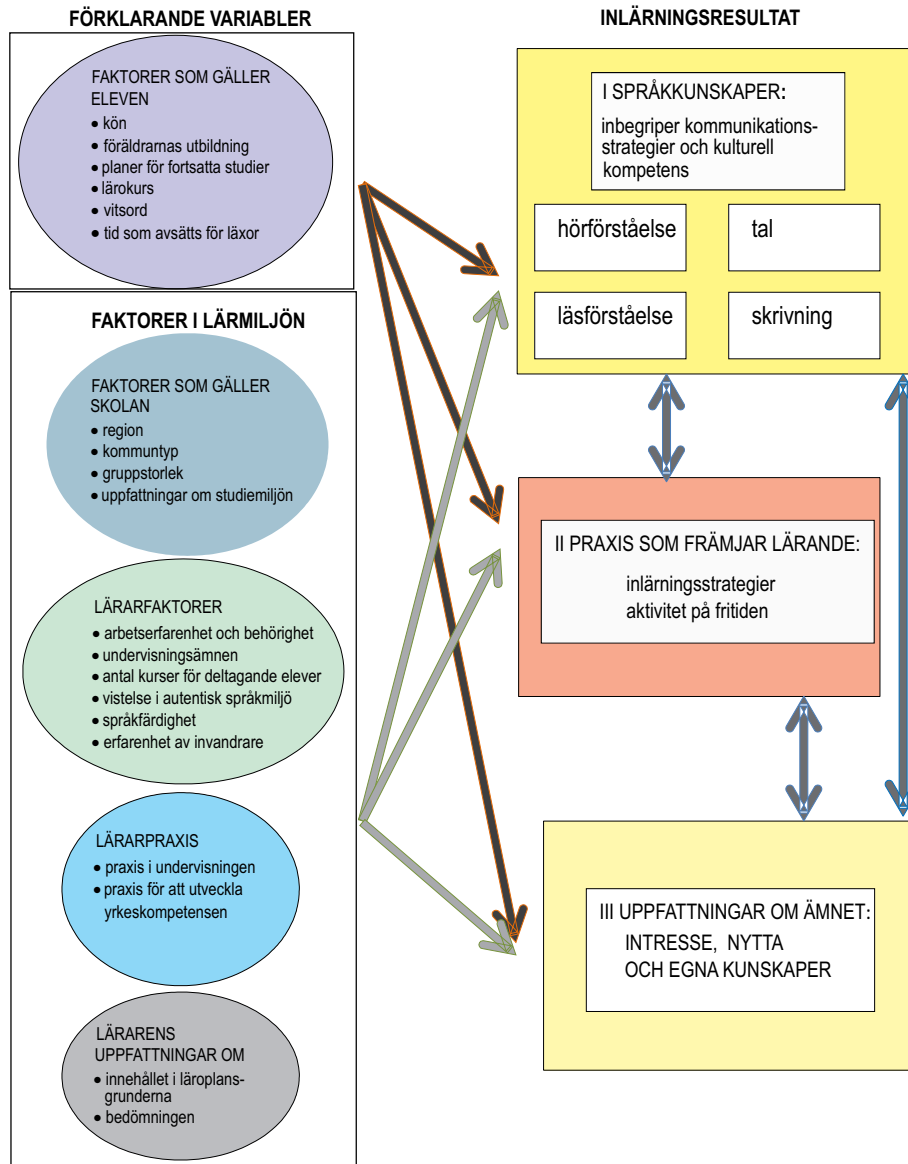 FÖRKLARANDE VARIABLER
FAKTORER SOM GÄLLER
ELEVEN
• kön
• föräldrarnas utbildning
• planer för fortsatta studier
• lärokurs
• vitsord
• tid som avsätts för läxor
FAKTORER I LÄRMILJÖN
FAKTORER SOM GÄLLER
SKOLAN
• region
• kommuntyp
• gruppstorlek
• uppfattningar om studiemiljön
LÄRARFAKTORER
• arbetserfarenhet och behörighet
• undervisningsämnen
• antal kurser för deltagande elever
• vistelse i autentisk språkmiljö
• språkfärdighet
• erfarenhet av invandrare
LÄRARPRAXIS
• praxis i undervisningen
• praxis för att utveckla
yrkeskompetensen
LÄRARENS
UPPFATTNINGAR OM
• innehållet i läroplans-
grunderna
• bedömningen
INLÄRNINGSRESULTAT
I SPRÅKKUNSKAPER:
inbegriper kommunikations-
strategier och kulturell
kompetens
hörförståelse
tal
läsförståelse
skrivning
II PRAXIS SOM FRÄMJAR LÄRANDE:
inlärningsstrategier
aktivitet på fritiden
III UPPFATTNINGAR OM ÄMNET:
INTRESSE, NYTTA
OCH EGNA KUNSKAPER